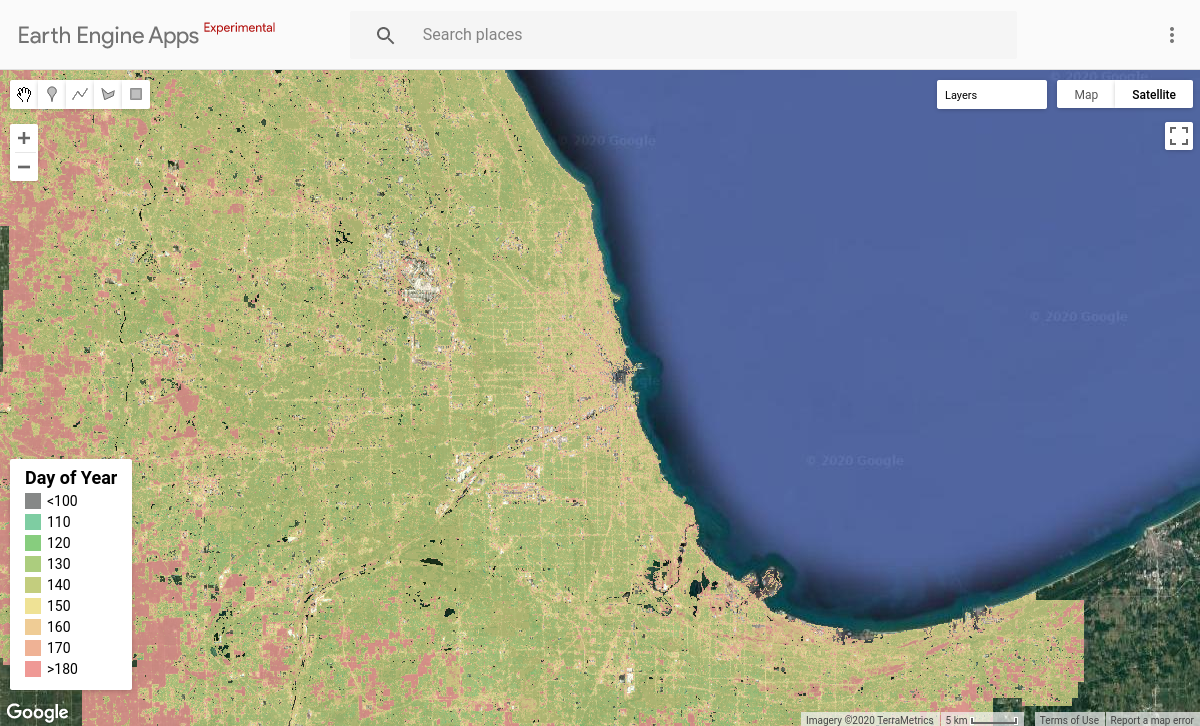 Earth Engine Apps Experimental
Search places
Layers
Map
Satellite
© 2020 Google
© 2020 Google
© 2020 Google
© 2020 Google
Day of Year
<100
110
120
130
140
150
160
170
>180
Google
Imagery ©2020 TerraMetrics
5 km
Terms of Use
Report a map error